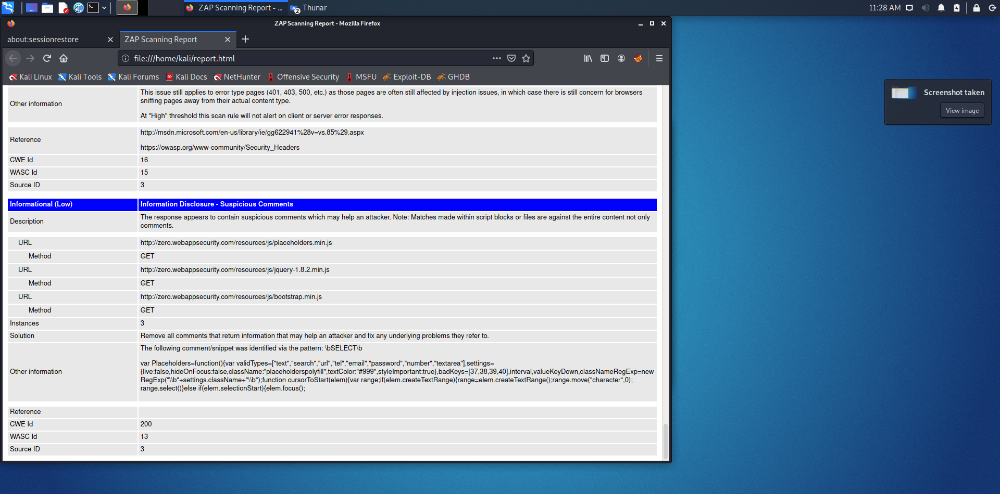 ZAP Scanning Report - ...
Thunar
11:28 AM
ZAP Scanning Report - Mozilla Firefox
about:sessionrestore
ZAP Scanning Report
file:///home/kali/report.html
Kali Linux
Kali Tools
Kali Forums
Kali Docs
NetHunter
Offensive Security
MSFU
Exploit-DB
GHDB
Screenshot taken
View image
Other information
This issue still applies to error type pages (401, 403, 500, etc.) as those pages are often still affected by injection issues, in which case there is still concern for browsers
sniffing pages away from their actual content type.
At "High" threshold this scan rule will not alert on client or server error responses.
Reference
http://msdn.microsoft.com/en-us/library/ie/gg622941%28v=vs.85%29.aspx
https://owasp.org/www-community/Security_Headers
CWE Id
16
WASC Id
15
Source ID
3
Informational (Low)
Information Disclosure - Suspicious Comments
Description
The response appears to contain suspicious comments which may help an attacker. Note: Matches made within script blocks or files are against the entire content not only
comments.
URL
http://zero.webappsecurity.com/resources/js/placeholders.min.js
Method
GET
URL
http://zero.webappsecurity.com/resources/js/jquery-1.8.2.min.js
Method
GET
URL
http://zero.webappsecurity.com/resources/js/bootstrap.min.js
Method
GET
Instances
3
Solution
Remove all comments that return information that may help an attacker and fix any underlying problems they refer to.
Other information
The following comment/snippet was identified via the pattern: \bSELECT\b
var Placeholders=function(){var validTypes=["text","search","url","tel","email","password","number","textarea"],settings=
{live:false,hideOnFocus:false,className:"placeholderspolyfill",textColor:"#999",styleImportant:true},badKeys=[37,38,39,40],interval,valueKeyDown,classNameRegExp=new
RegExp("\\b"+settings.className+"\\b");function cursorToStart(elem){var range;if(elem.createTextRange){range=elem.createTextRange();range.move("character",0);
range.select()}else if(elem.selectionStart){elem.focus();
Reference
CWE Id
200
WASC Id
13
Source ID
3